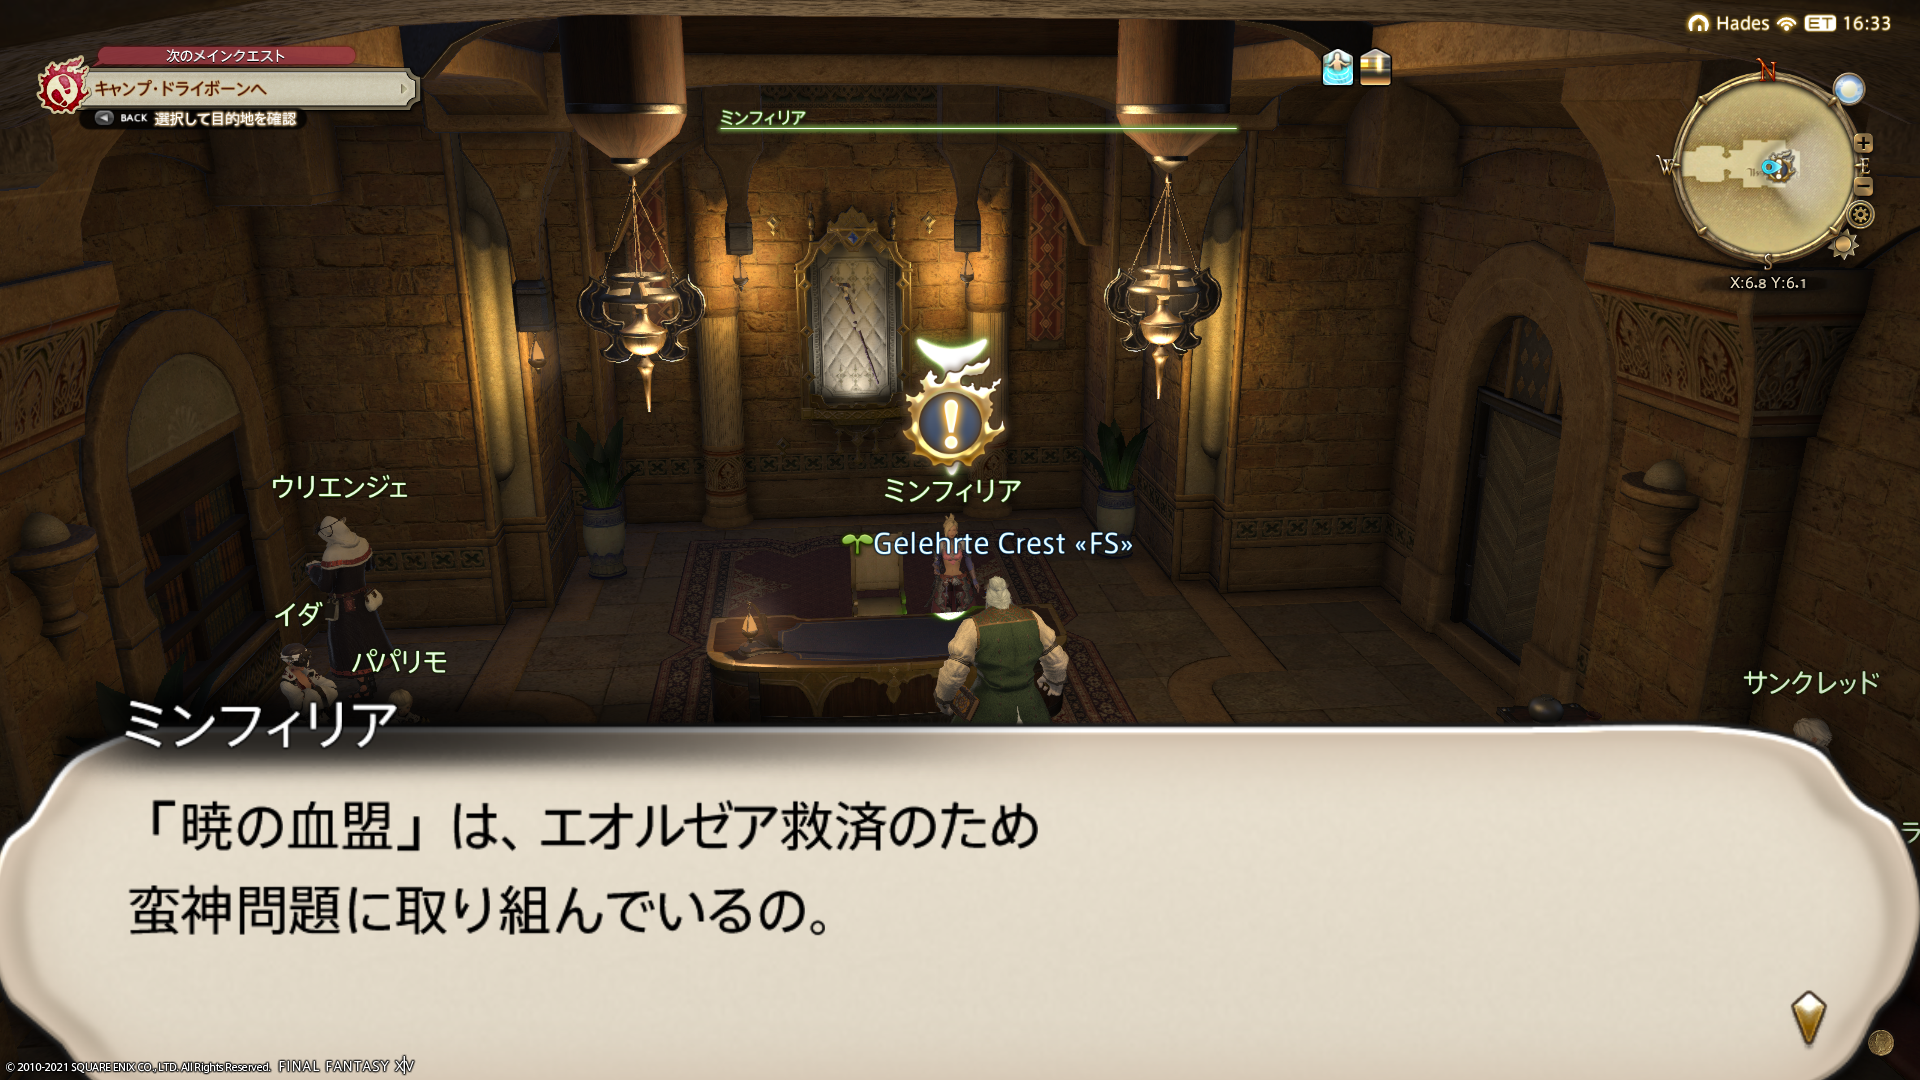 Hades ET 16:33
次のメインクエスト
キャンプ・ドライボーンへ
BACK 選択して目的地を確認
ミンフィリア
N
W
E
S
X:6.8 Y:6.1
ウリエンジェ
ミンフィリア
Gelehrte Crest «FS»
イダ
パパリモ
サンクレッド
ミンフィリア
「暁の血盟」は、エオルゼア救済のため
蛮神問題に取り組んでいるの。
ラ
© 2010-2021 SQUARE ENIX CO., LTD. All Rights Reserved. FINAL FANTASY XIV